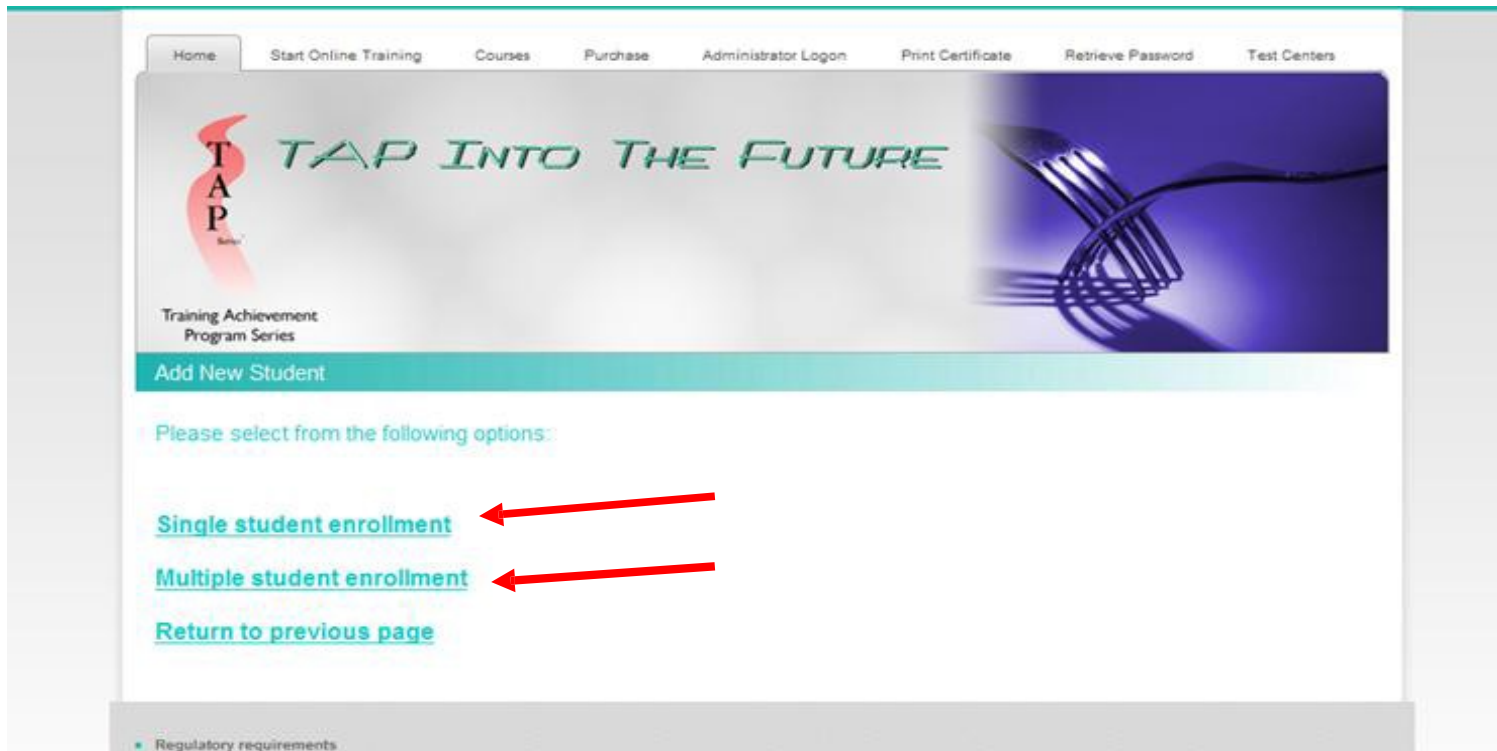 Home Start Online Training Courses Purchase Administrator Logon Print Certificate Retrieve Password Test Centers
TAP Into The Future
T
A
P
Series
Training Achievement
Program Series
Add New Student
Please select from the following options:
Single student enrollment
Multiple student enrollment
Return to previous page
Regulatory requirements